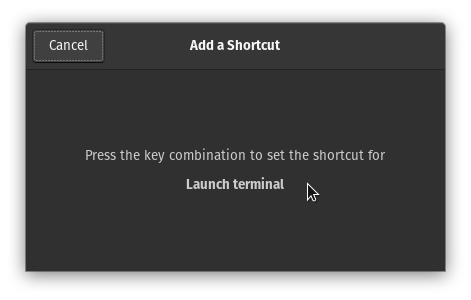 Cancel
Add a Shortcut
Press the key combination to set the shortcut for
Launch terminal